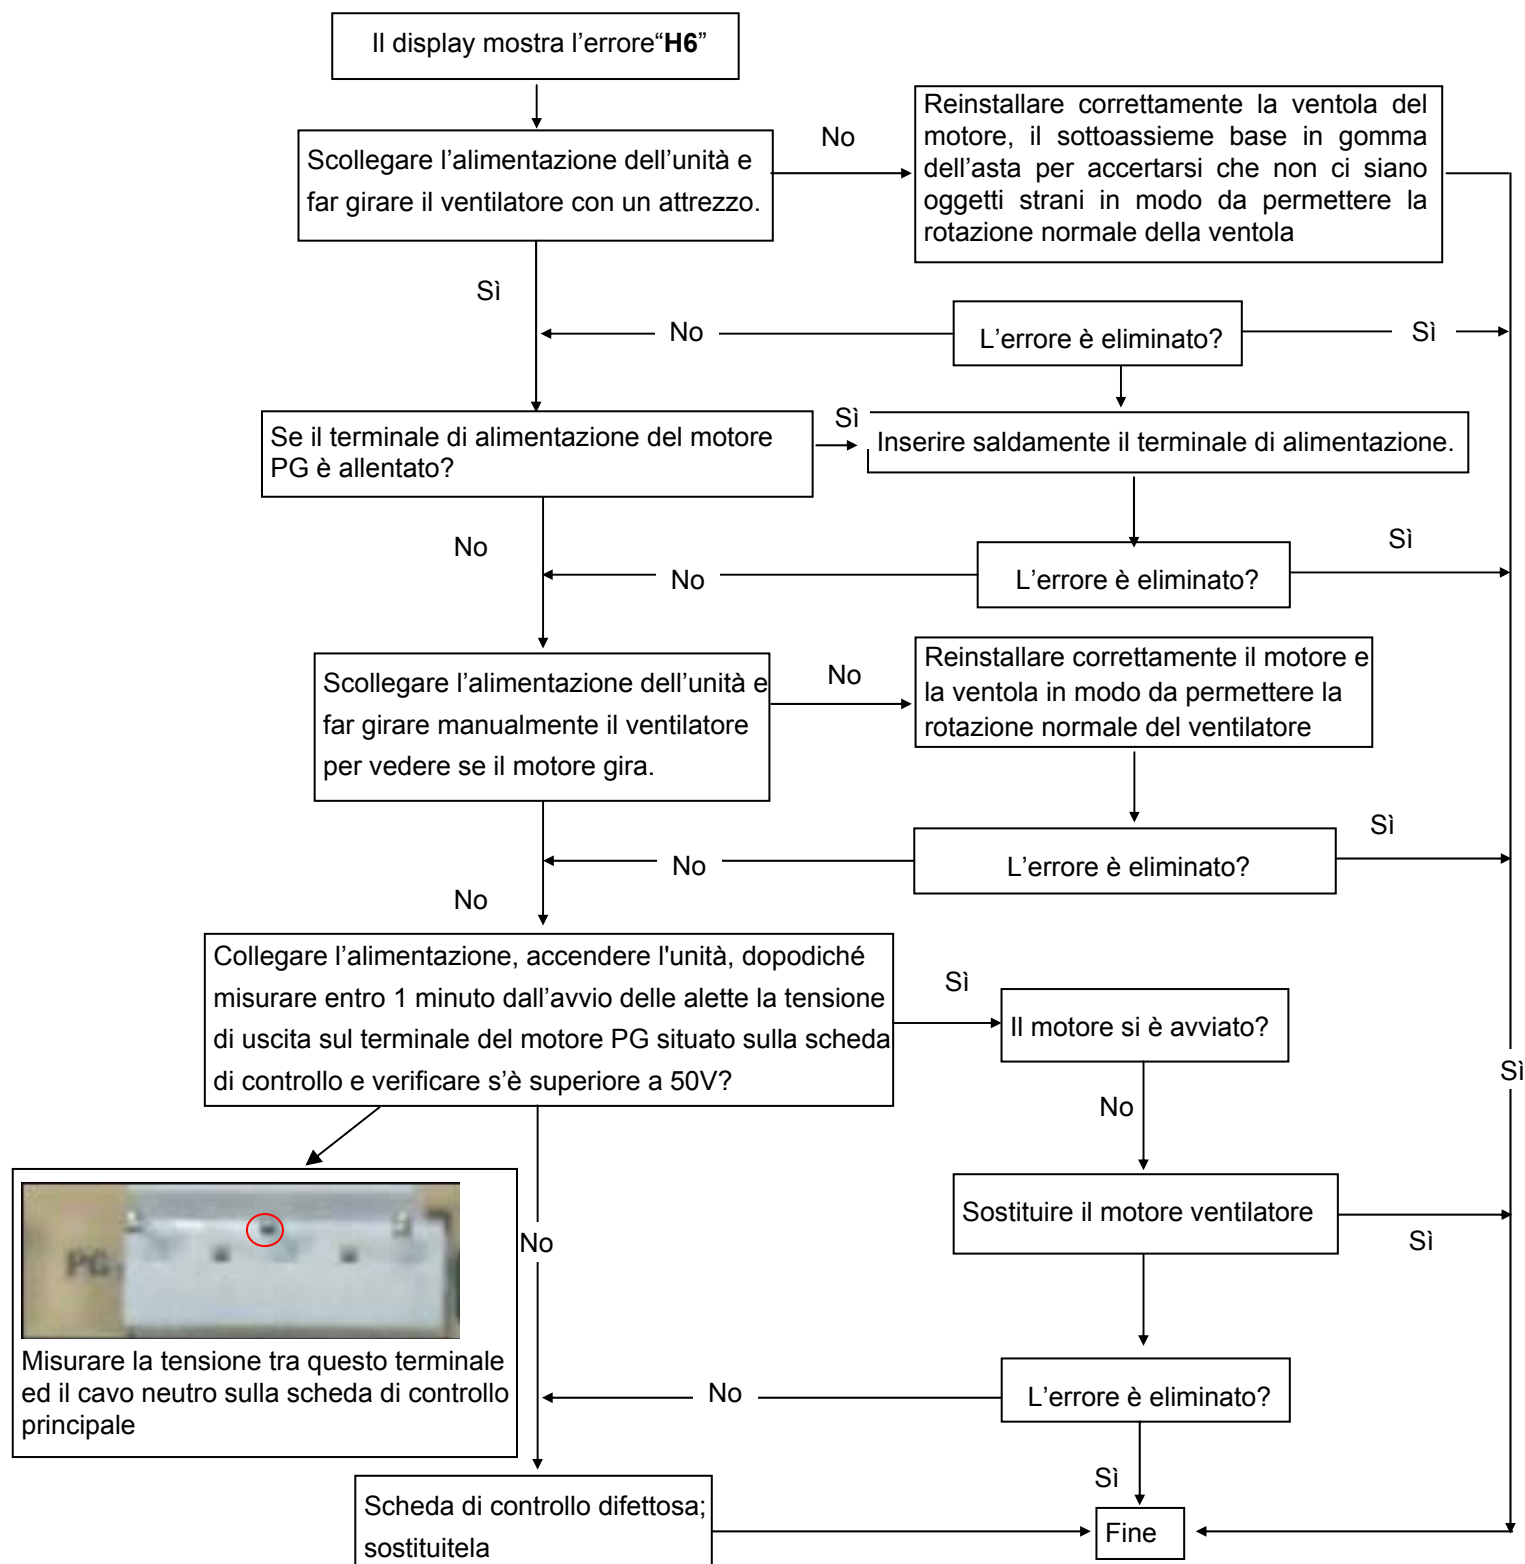 Il display mostra l'errore“H6”
Scollegare l'alimentazione dell'unità e
far girare il ventilatore con un attrezzo.
No
Reinstallare correttamente la ventola del
motore, il sottoassieme base in gomma
dell'asta per accertarsi che non ci siano
oggetti strani in modo da permettere la
rotazione normale della ventola
Sì
No
L'errore è eliminato?
Sì
Se il terminale di alimentazione del motore
PG è allentato?
Sì
Inserire saldamente il terminale di alimentazione.
No
No
L'errore è eliminato?
Sì
Scollegare l'alimentazione dell'unità e
far girare manualmente il ventilatore
per vedere se il motore gira.
No
Reinstallare correttamente il motore e
la ventola in modo da permettere la
rotazione normale del ventilatore
No
L'errore è eliminato?
Sì
No
Collegare l'alimentazione, accendere l'unità, dopodiché
misurare entro 1 minuto dall'avvio delle alette la tensione
di uscita sul terminale del motore PG situato sulla scheda
di controllo e verificare s'è superiore a 50V?
Sì
Il motore si è avviato?
Sì
No
PG
Misurare la tensione tra questo terminale
ed il cavo neutro sulla scheda di controllo
principale
No
Sostituire il motore ventilatore
Sì
No
L'errore è eliminato?
Sì
Scheda di controllo difettosa;
sostituitela
Fine